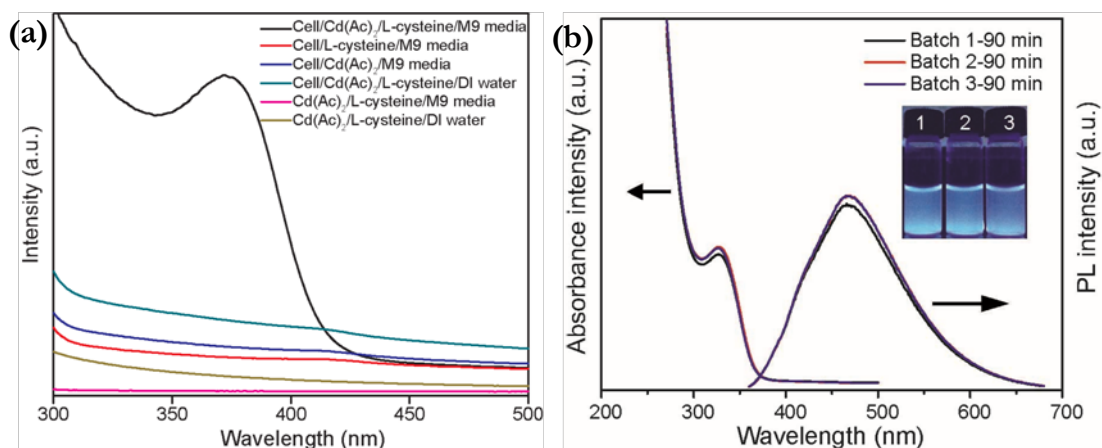 (a)
Cell/Cd(Ac)₂/L-cysteine/M9 media
Cell/L-cysteine/M9 media
Cell/Cd(Ac)₂/M9 media
Cell/Cd(Ac)₂/L-cysteine/DI water
Cd(Ac)₂/L-cysteine/M9 media
Cd(Ac)₂/L-cysteine/DI water
Intensity (a.u.)
300 350 400 450 500
Wavelength (nm)
(b)
Batch 1-90 min
Batch 2-90 min
Batch 3-90 min
1 2 3
Absorbance intensity (a.u.)
PL intensity (a.u.)
200 300 400 500 600 700
Wavelength (nm)